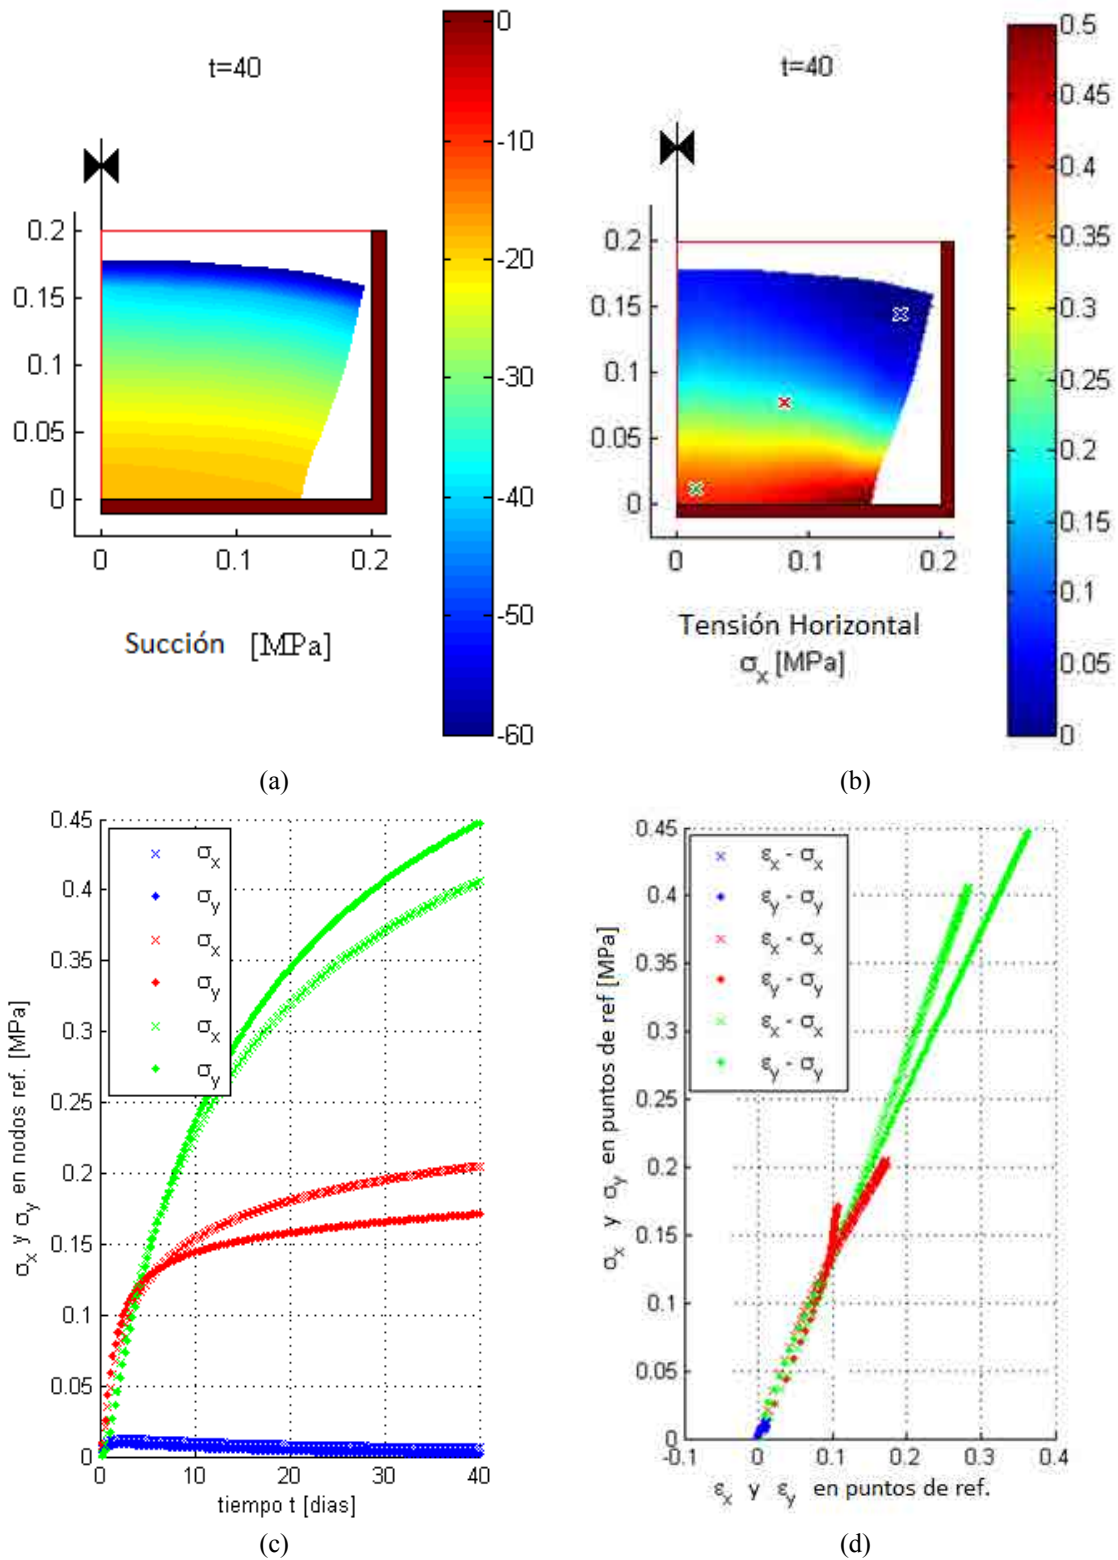 t=40
0
-10
-20
-30
-40
-50
-60
0.2
0.15
0.1
0.05
0
0
0.1
0.2
Succión [MPa]
(a)
t=40
0.5
0.45
0.4
0.35
0.3
0.25
0.2
0.15
0.1
0.05
0
0.2
0.15
0.1
0.05
0
0
0.1
0.2
Tensión Horizontal
σx [MPa]
(b)
0.45
0.4
0.35
0.3
0.25
0.2
0.15
0.1
0.05
0
σx y σy en nodos ref. [MPa]
σx
σy
σx
σy
σx
σy
0
10
20
30
40
tiempo t [dias]
(c)
0.45
0.4
0.35
0.3
0.25
0.2
0.15
0.1
0.05
0
σx y σy en puntos de ref [MPa]
εx - σx
εy - σy
εx - σx
εy - σy
εx - σx
εy - σy
-0.1
0
0.1
0.2
0.3
0.4
εx y εy en puntos de ref.
(d)